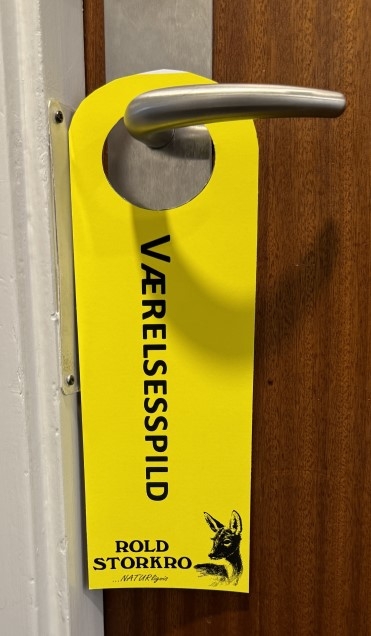 VÆRELSESSPILD
ROLD
STORKRO
...NATURligvis